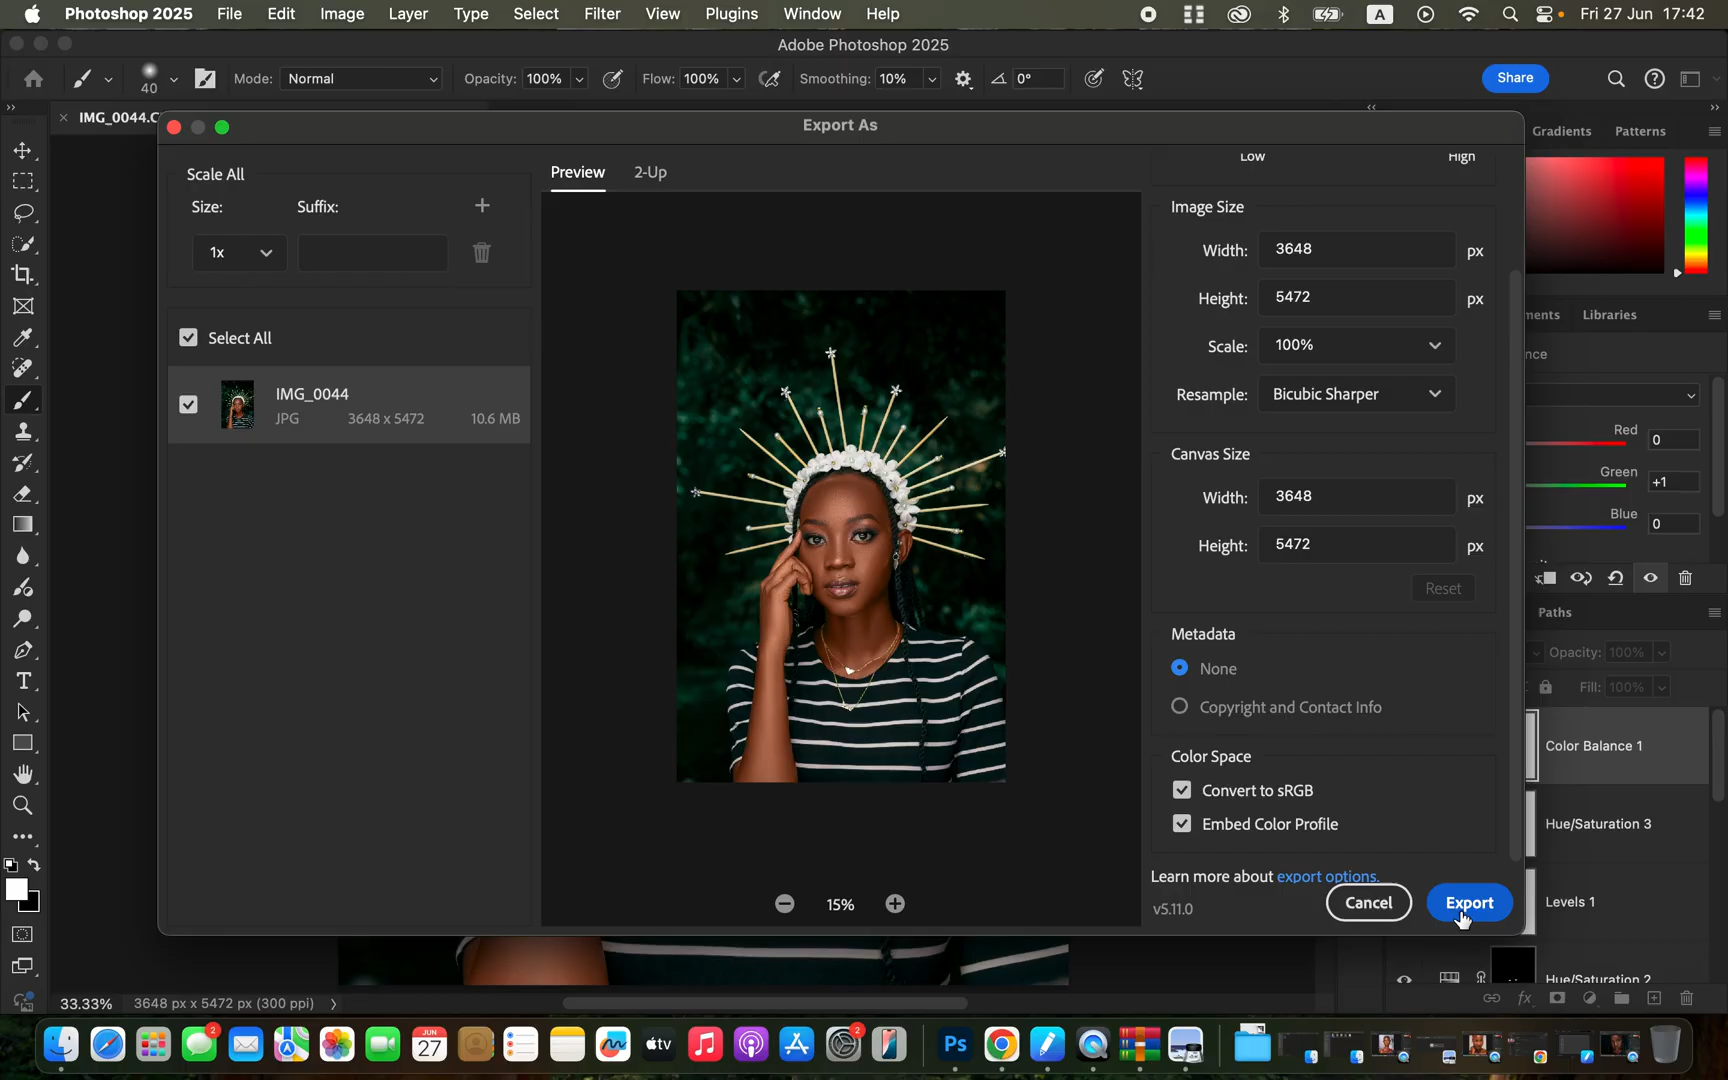 Photoshop 2025 File Edit Image Layer Type Select Filter View Plugins Window Help A Fri 27 Jun 17:42
Adobe Photoshop 2025
40 Mode: Normal Opacity: 100% Flow: 100% Smoothing: 10% 0° Share
IMG_0044.C
Export As
Gradients Patterns
Scale All
Size: Suffix:
1x
Select All
IMG_0044
JPG 3648 x 5472 10.6 MB
Preview 2-Up
15%
Low High
Image Size
Width: 3648 px
Height: 5472 px
Scale: 100%
Resample: Bicubic Sharper
Canvas Size
Width: 3648 px
Height: 5472 px
Reset
Metadata
None
Copyright and Contact Info
Color Space
Convert to sRGB
Embed Color Profile
Learn more about export options.
v5.11.0 Cancel Export
ments Libraries
nce
Red 0
Green +1
Blue 0
Paths
Opacity: 100%
Fill: 100%
Color Balance 1
Hue/Saturation 3
Levels 1
Hue/Saturation 2
33.33% 3648 px x 5472 px (300 ppi)
2
JUN
27
tv
2
Ps